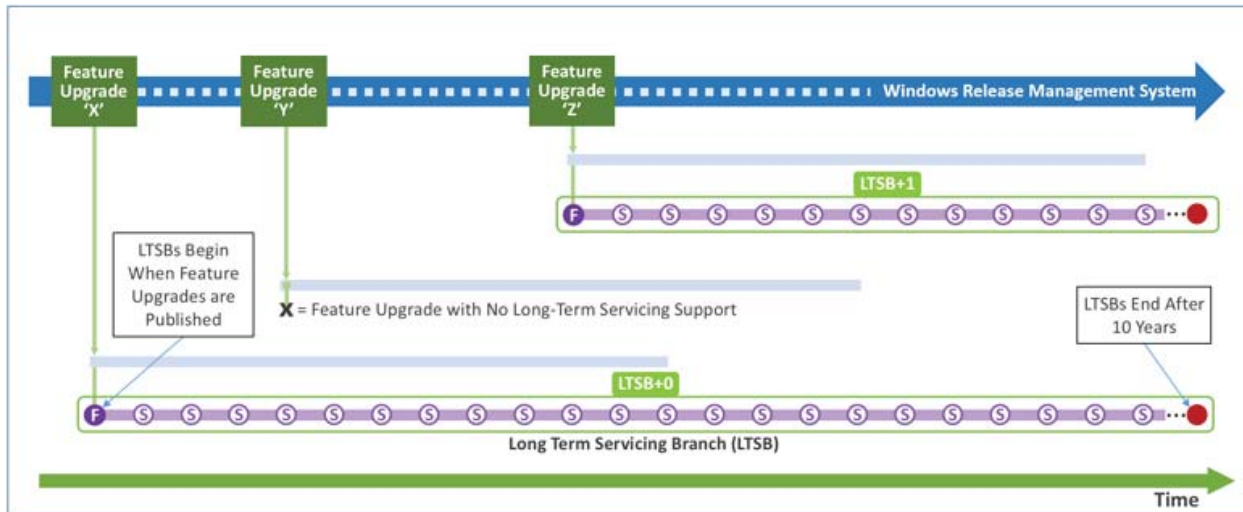 Feature
Upgrade
'X'
Feature
Upgrade
'Y'
Feature
Upgrade
'Z'
Windows Release Management System
LTSB+1
F S S S S S S S S S S S S ...
LTSBs Begin
When Feature
Upgrades are
Published
X = Feature Upgrade with No Long-Term Servicing Support
LTSBs End After
10 Years
LTSB+0
F S S S S S S S S S S S S S S S S S S S S S S ...
Long Term Servicing Branch (LTSB)
Time